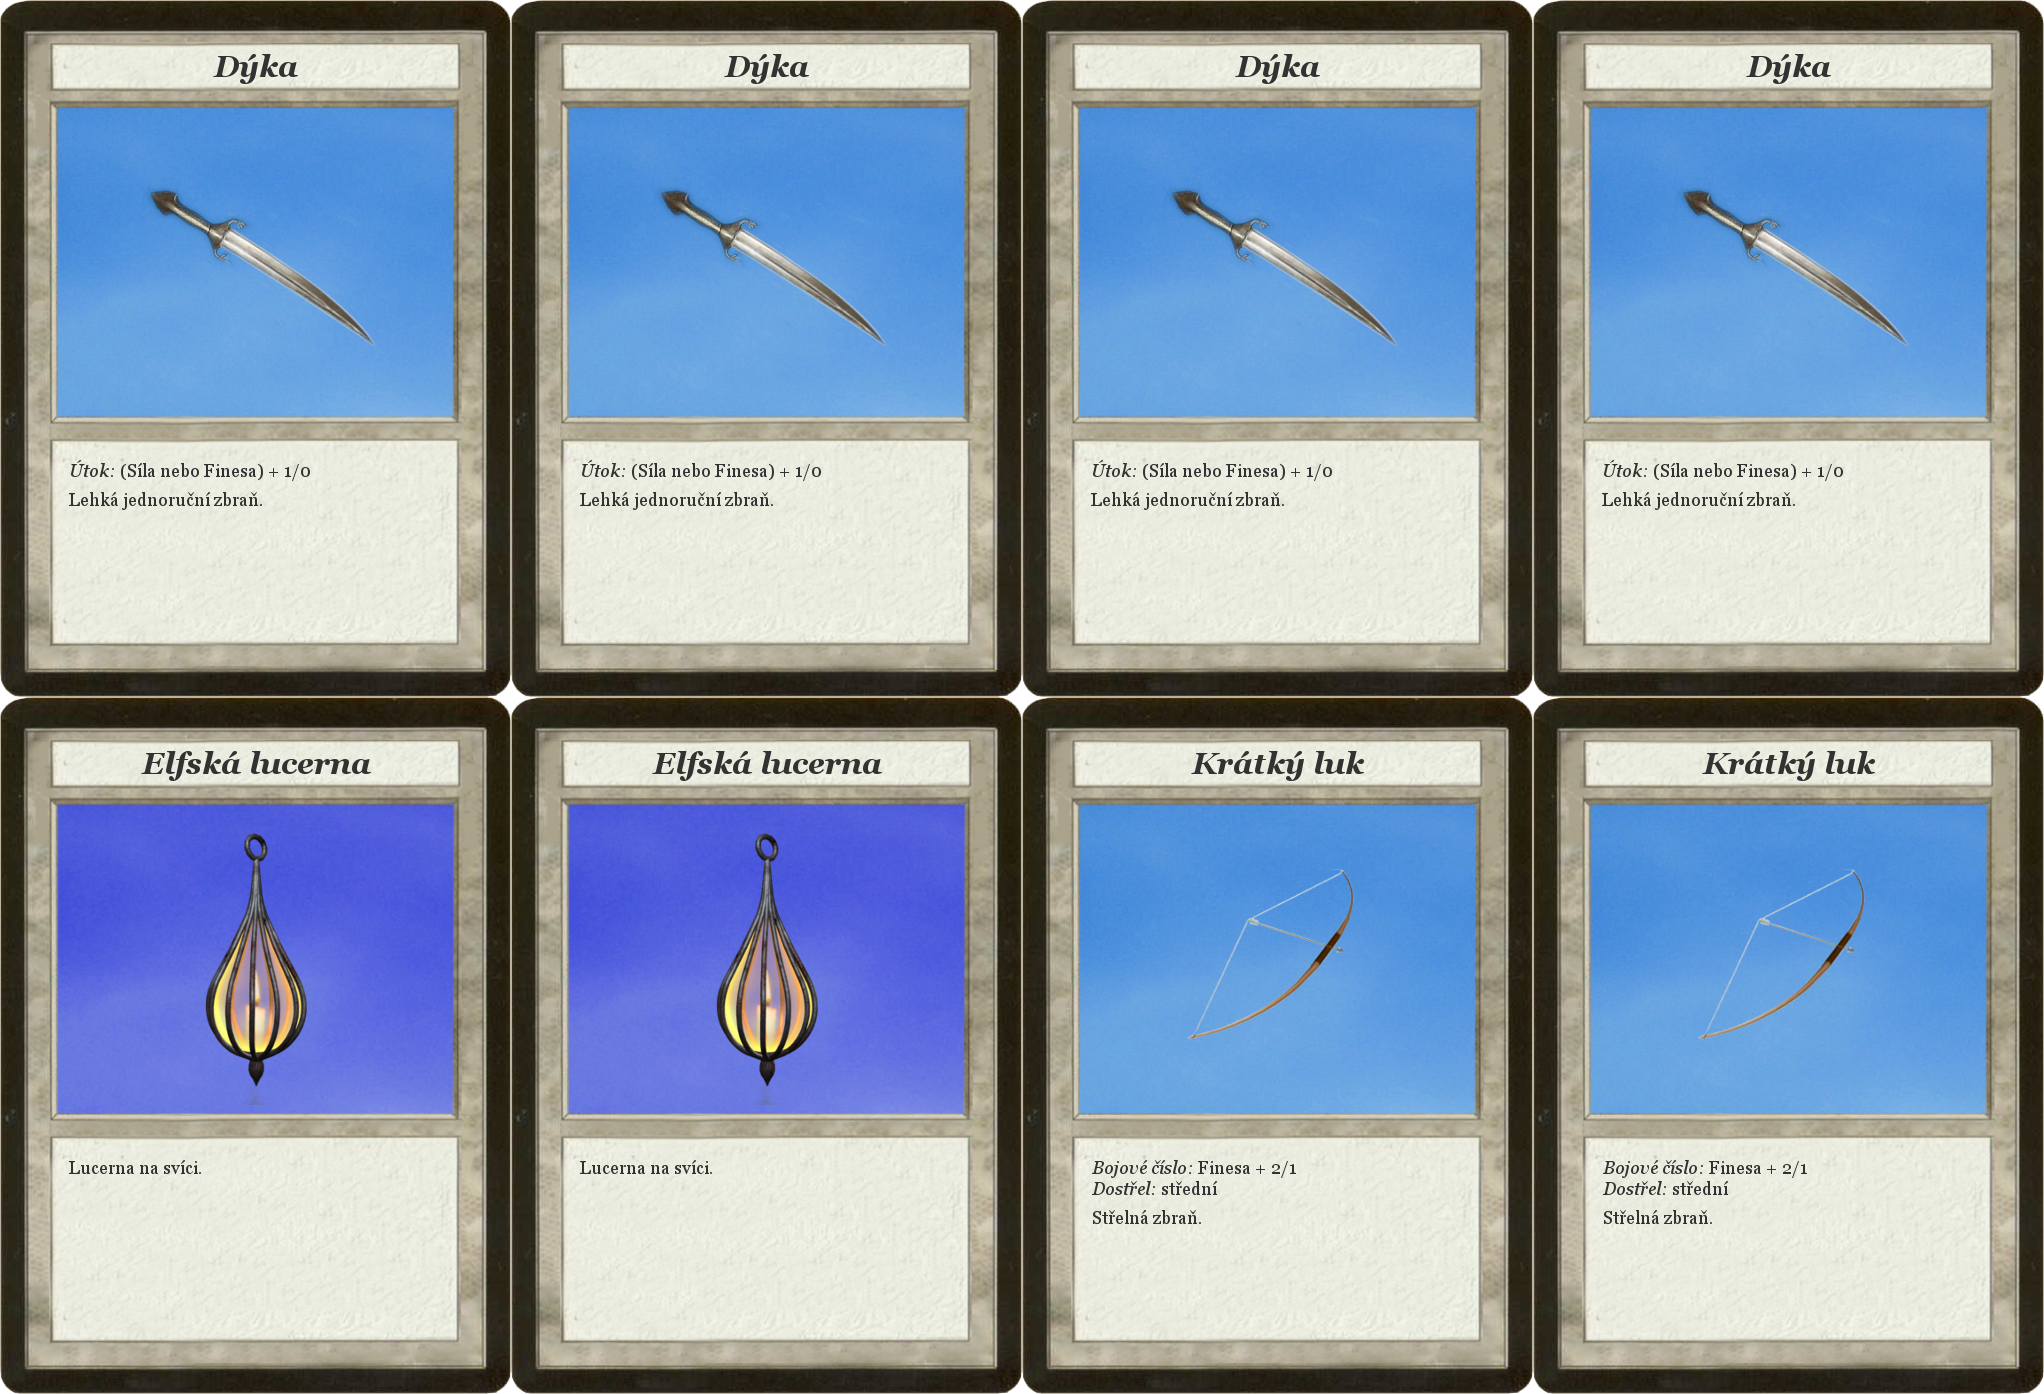 Dýka
Útok: (Síla nebo Finesa) + 1/0
Lehká jednoruční zbraň.
Dýka
Útok: (Síla nebo Finesa) + 1/0
Lehká jednoruční zbraň.
Dýka
Útok: (Síla nebo Finesa) + 1/0
Lehká jednoruční zbraň.
Dýka
Útok: (Síla nebo Finesa) + 1/0
Lehká jednoruční zbraň.
Elfská lucerna
Lucerna na svíci.
Elfská lucerna
Lucerna na svíci.
Krátký luk
Bojové číslo: Finesa + 2/1
Dostřel: střední
Střelná zbraň.
Krátký luk
Bojové číslo: Finesa + 2/1
Dostřel: střední
Střelná zbraň.